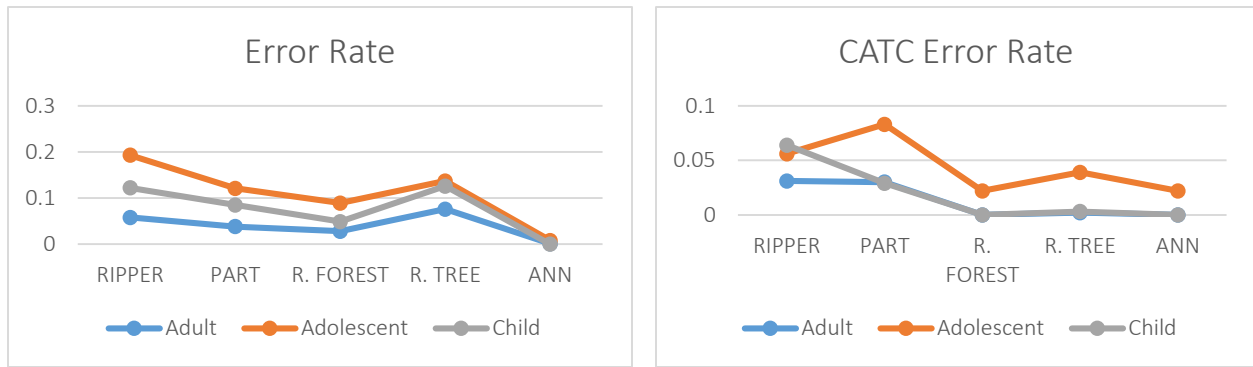 Error Rate
0.3
0.2
0.1
0
RIPPER PART R. FOREST R. TREE ANN
Adult Adolescent Child
CATC Error Rate
0.1
0.05
0
RIPPER PART R. FOREST R. TREE ANN
Adult Adolescent Child